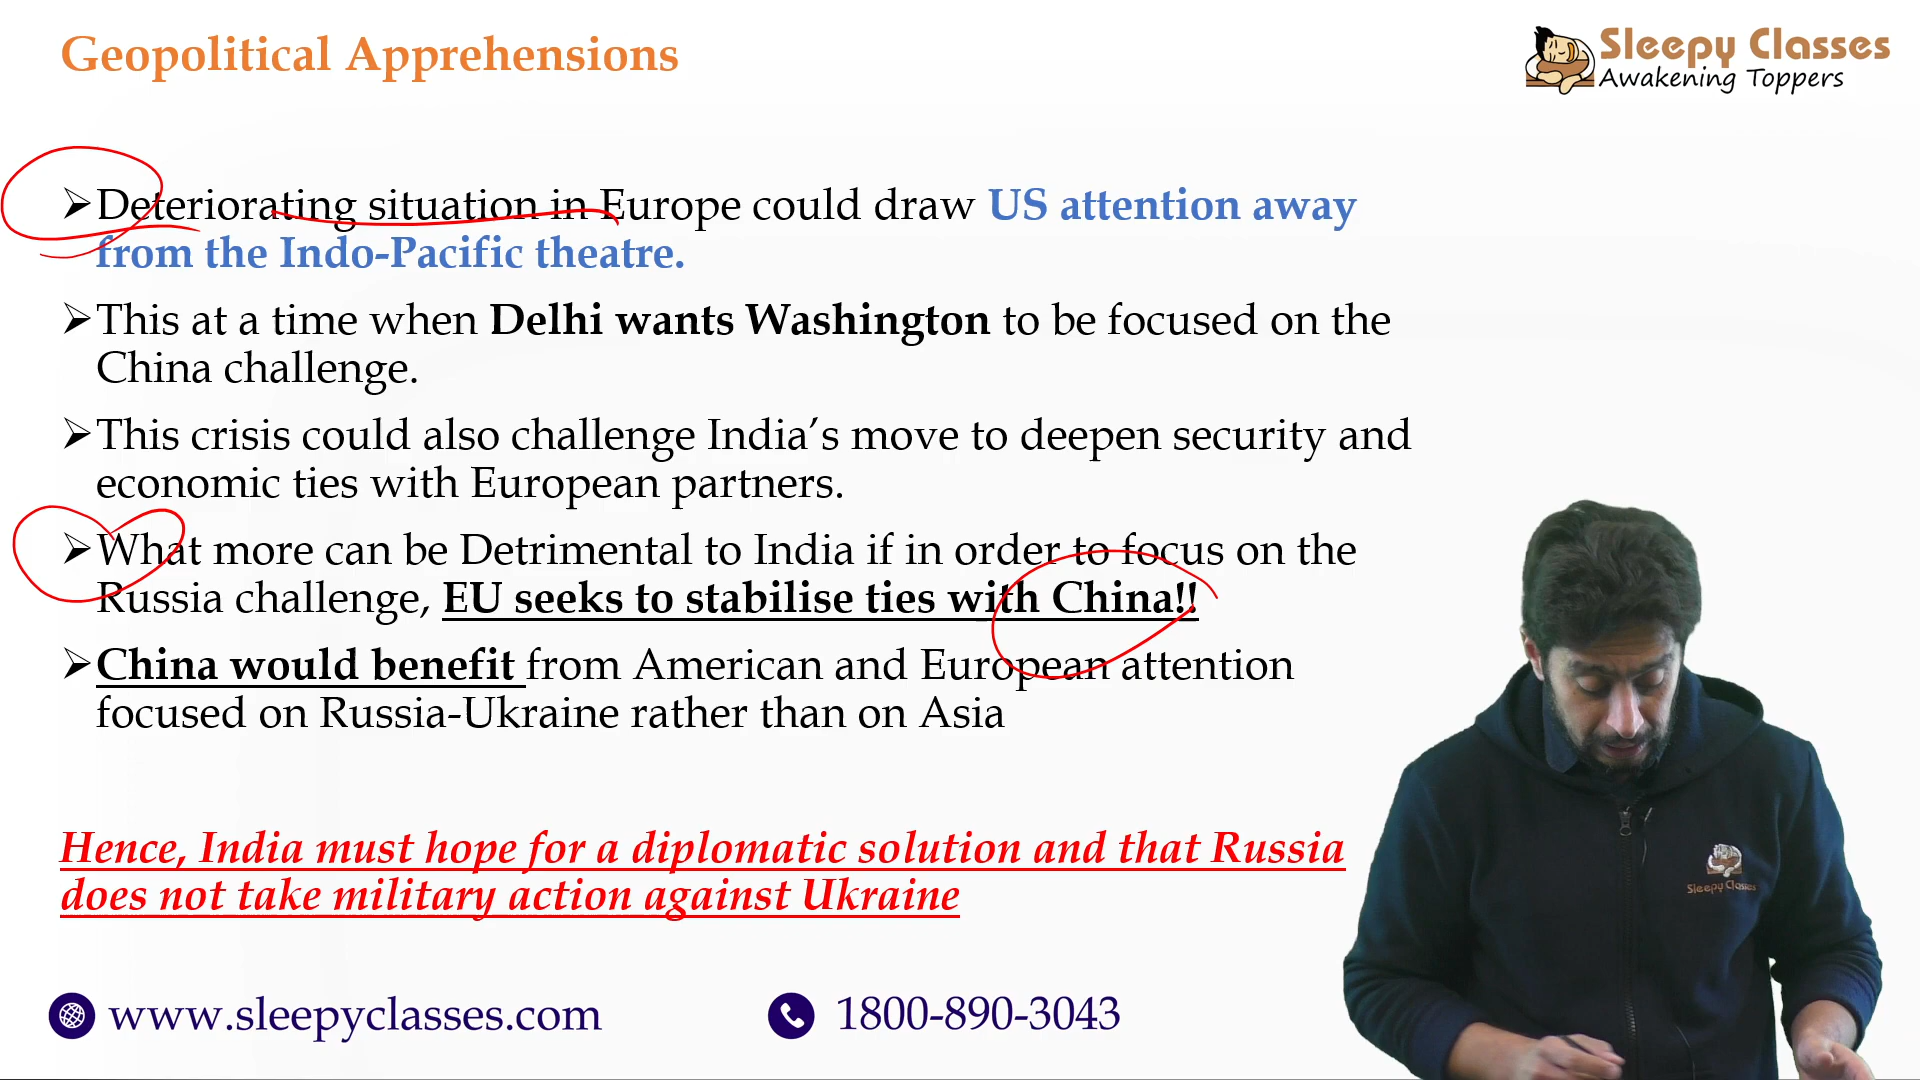 Geopolitical Apprehensions
Sleepy Classes
Awakening Toppers
➢Deteriorating situation in Europe could draw US attention away
from the Indo-Pacific theatre.
➢This at a time when Delhi wants Washington to be focused on the
China challenge.
➢This crisis could also challenge India’s move to deepen security and
economic ties with European partners.
➢What more can be Detrimental to India if in order to focus on the
Russia challenge, EU seeks to stabilise ties with China!!
➢China would benefit from American and European attention
focused on Russia-Ukraine rather than on Asia
Hence, India must hope for a diplomatic solution and that Russia
does not take military action against Ukraine
Sleepy Classes
www.sleepyclasses.com
1800-890-3043